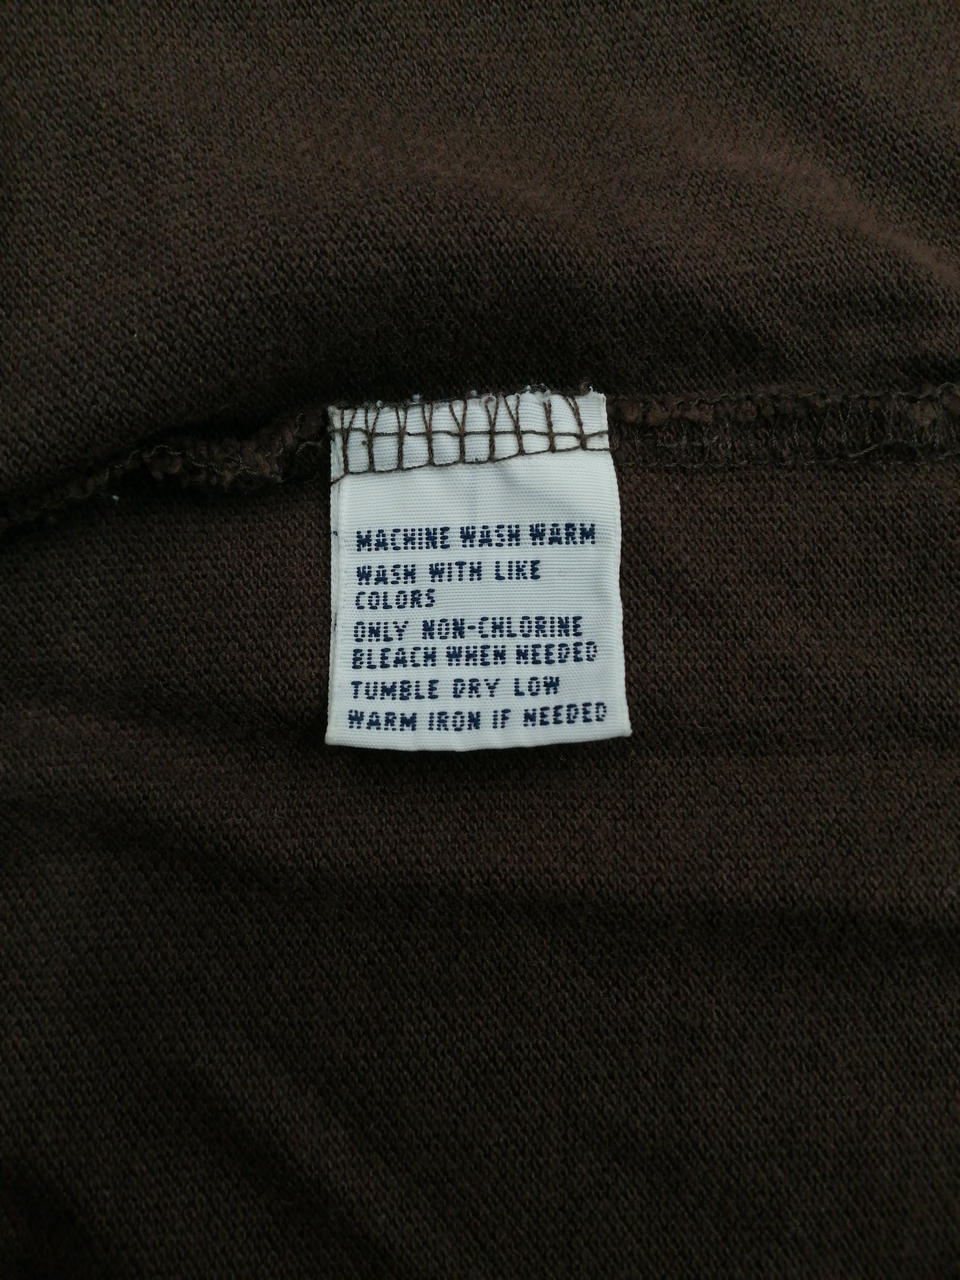 MACHINE WASH WARM
WASH WITH LIKE
COLORS
ONLY NON-CHLORINE
BLEACH WHEN NEEDED
TUMBLE DRY LOW
WARM IRON IF NEEDED